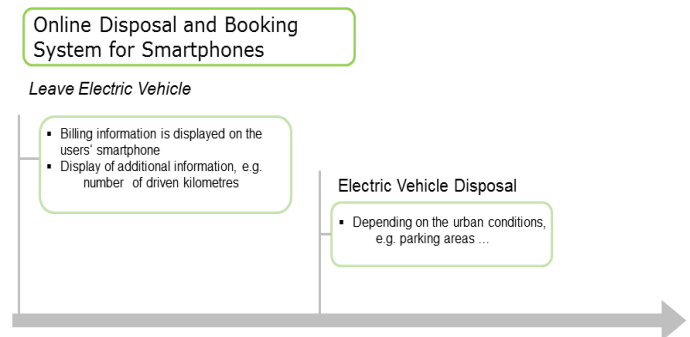 Online Disposal and Booking
System for Smartphones
Leave Electric Vehicle
▪ Billing information is displayed on the
users‘ smartphone
▪ Display of additional information, e.g.
number of driven kilometres
Electric Vehicle Disposal
▪ Depending on the urban conditions,
e.g. parking areas ...